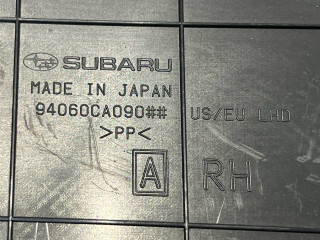 SUBARU
MADE IN JAPAN
94060CA090## US/EU LHD
>PP<
A RH